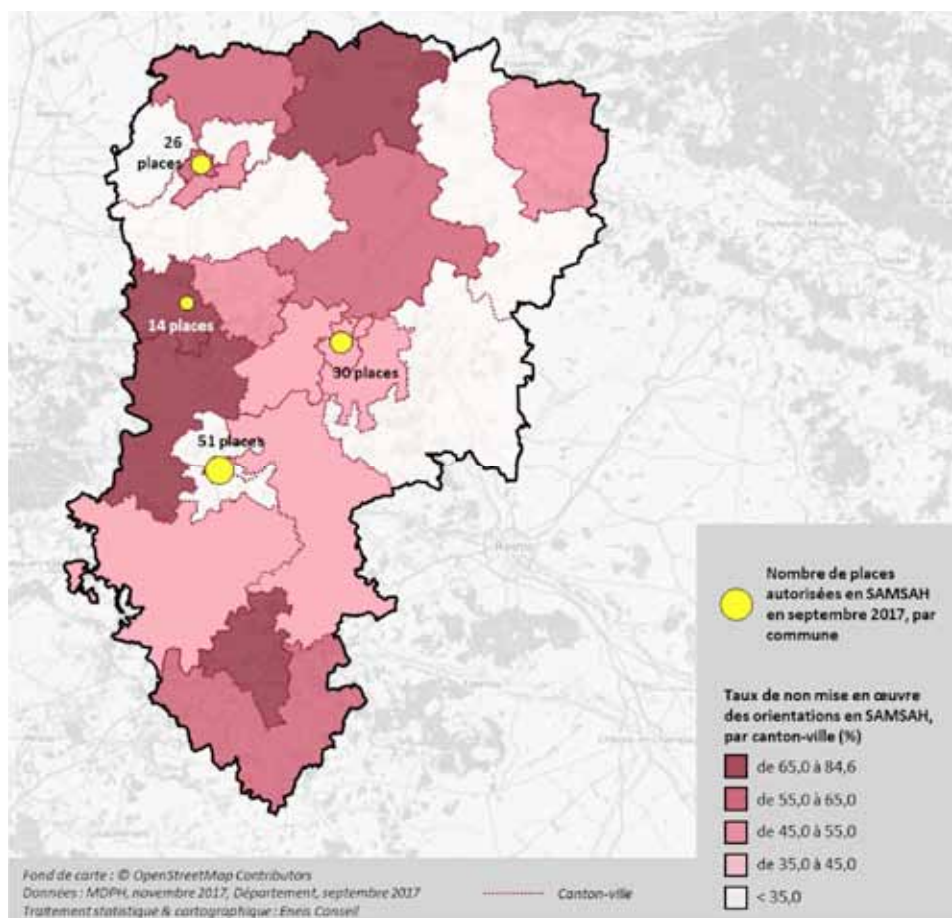 26
places
14 places
30 places
51 places
Nombre de places
autorisées en SAMSAH
en septembre 2017, par
commune
Taux de non mise en œuvre
des orientations en SAMSAH,
par canton-ville (%)
de 65,0 à 84,6
de 55,0 à 65,0
de 45,0 à 55,0
de 35,0 à 45,0
< 35,0
Fond de carte : © OpenStreetMap Contributors
Données : MDPH, novembre 2017, Département, septembre 2017
Canton-ville
Traitement statistique & cartographique : Eneis Conseil